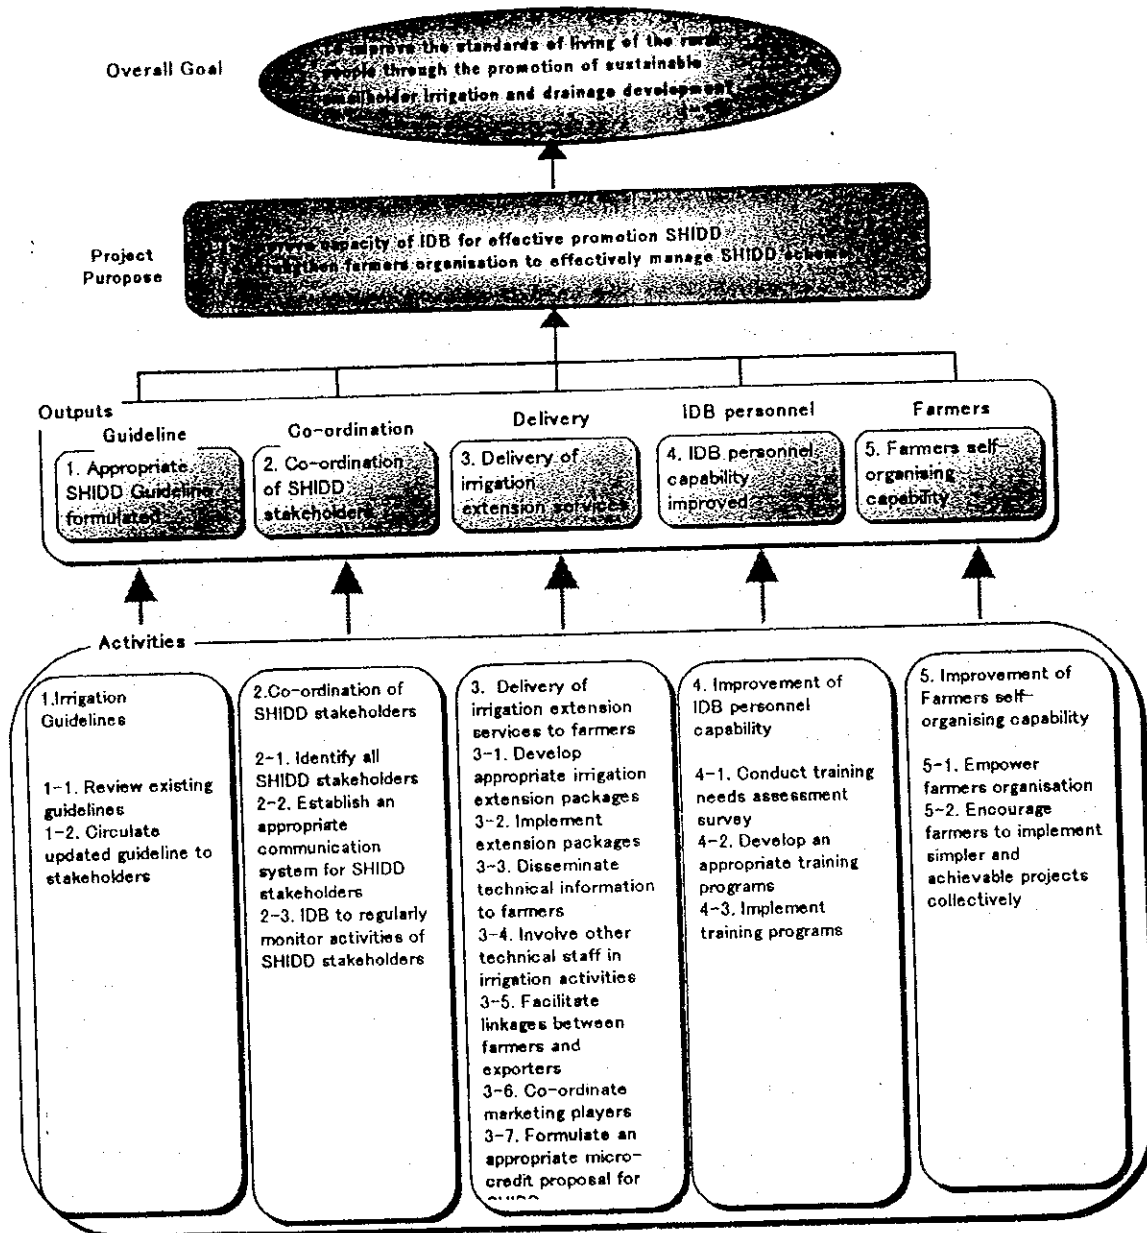 Overall Goal
To improve the standards of living of the rural
people through the promotion of sustainable
smallholder irrigation and drainage development
Project
Puropose
capacity of IDB for effective promotion SHIDD
farmers organisation to effectively manage SHIDD scheme
Outputs
Guideline
1. Appropriate
SHIDD Guideline
formulated
Co-ordination
2. Co-ordination
of SHIDD
stakeholders
Delivery
3. Delivery of
irrigation
extension services
IDB personnel
4. IDB personnel
capability
improved
Farmers
5. Farmers self-
organising
capability
Activities
1.Irrigation
Guidelines
1-1. Review existing
guidelines
1-2. Circulate
updated guideline to
stakeholders
2.Co-ordination of
SHIDD stakeholders
2-1. Identify all
SHIDD stakeholders
2-2. Establish an
appropriate
communication
system for SHIDD
stakeholders
2-3. IDB to regularly
monitor activities of
SHIDD stakeholders
3. Delivery of
irrigation extension
services to farmers
3-1. Develop
appropriate irrigation
extension packages
3-2. Implement
extension packages
3-3. Disseminate
technical information
to farmers
3-4. Involve other
technical staff in
irrigation activities
3-5. Facilitate
linkages between
farmers and
exporters
3-6. Co-ordinate
marketing players
3-7. Formulate an
appropriate micro-
credit proposal for
4. Improvement of
IDB personnel
capability
4-1. Conduct training
needs assessment
survey
4-2. Develop an
appropriate training
programs
4-3. Implement
training programs
5. Improvement of
Farmers self-
organising capability
5-1. Empower
farmers organisation
5-2. Encourage
farmers to implement
simpler and
achievable projects
collectively